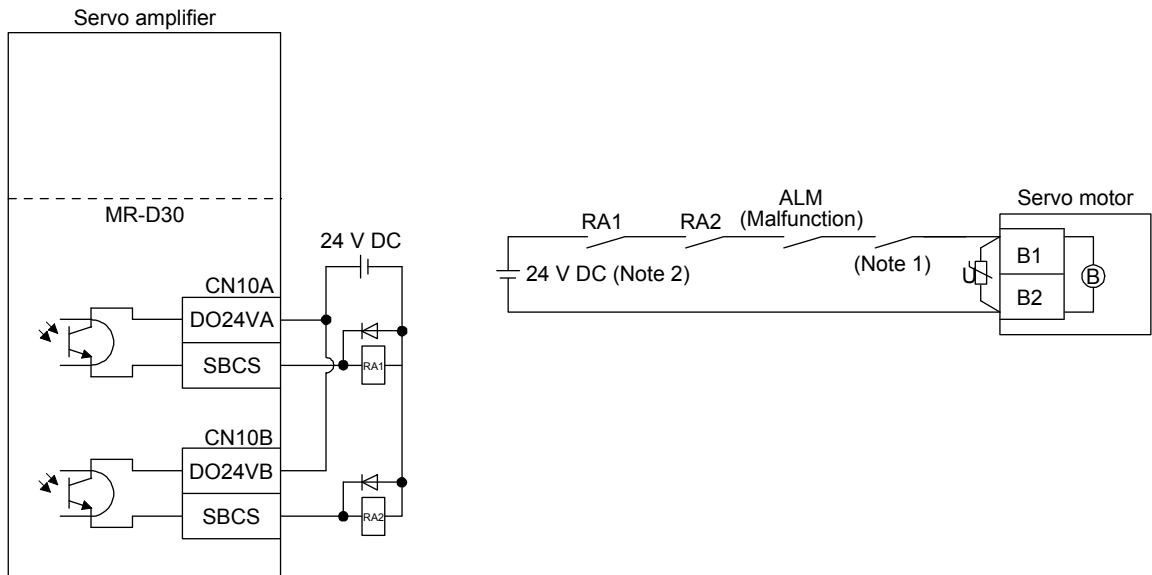 Servo amplifier
MR-D30
24 V DC
CN10A
DO24VA
SBCS
RA1
CN10B
DO24VB
SBCS
RA2
RA1
RA2
ALM
(Malfunction)
(Note 1)
24 V DC (Note 2)
Servo motor
U
B1
B2
B